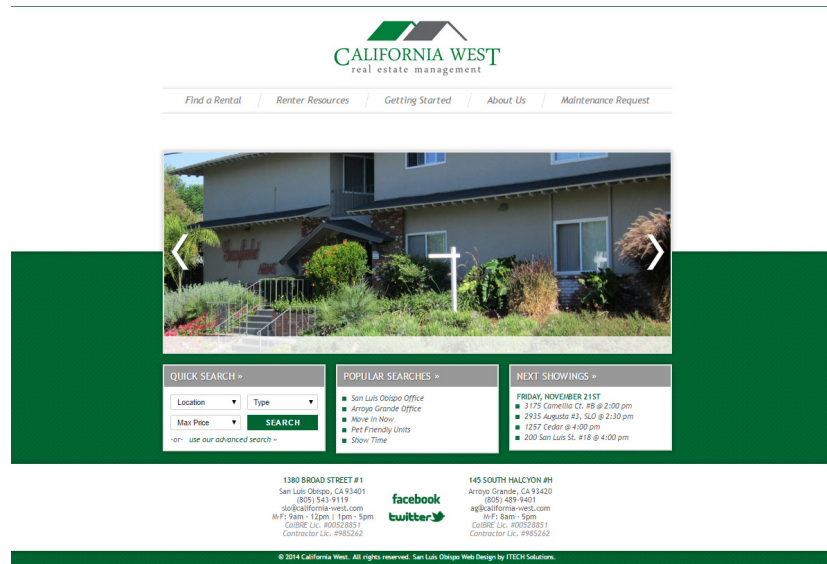 CALIFORNIA WEST
real estate management
Find a Rental
Renter Resources
Getting Started
About Us
Maintenance Request
QUICK SEARCH »
Location
Type
Max Price
SEARCH
-or- use our advanced search »
POPULAR SEARCHES »
San Luis Obispo Office
Arroyo Grande Office
Move in Now
Pet Friendly Units
Show Time
NEXT SHOWINGS »
FRIDAY, NOVEMBER 21ST
3175 Camellia Ct. #B @ 2:00 pm
2935 Augusta #3, SLO @ 2:30 pm
1257 Cedar @ 4:00 pm
200 San Luis St. #18 @ 4:00 pm
1380 BROAD STREET #1
San Luis Obispo, CA 93401
(805) 543-9119
slo@california-west.com
M-F: 9am - 12pm | 1pm - 5pm
CalBRE Lic. #00528851
Contractor Lic. #985262
facebook
twitter
145 SOUTH HALCYON #H
Arroyo Grande, CA 93420
(805) 489-9401
ag@california-west.com
M-F: 8am - 5pm
CalBRE Lic. #00528851
Contractor Lic. #985262
© 2014 California West. All rights reserved. San Luis Obispo Web Design by ITECH Solutions.